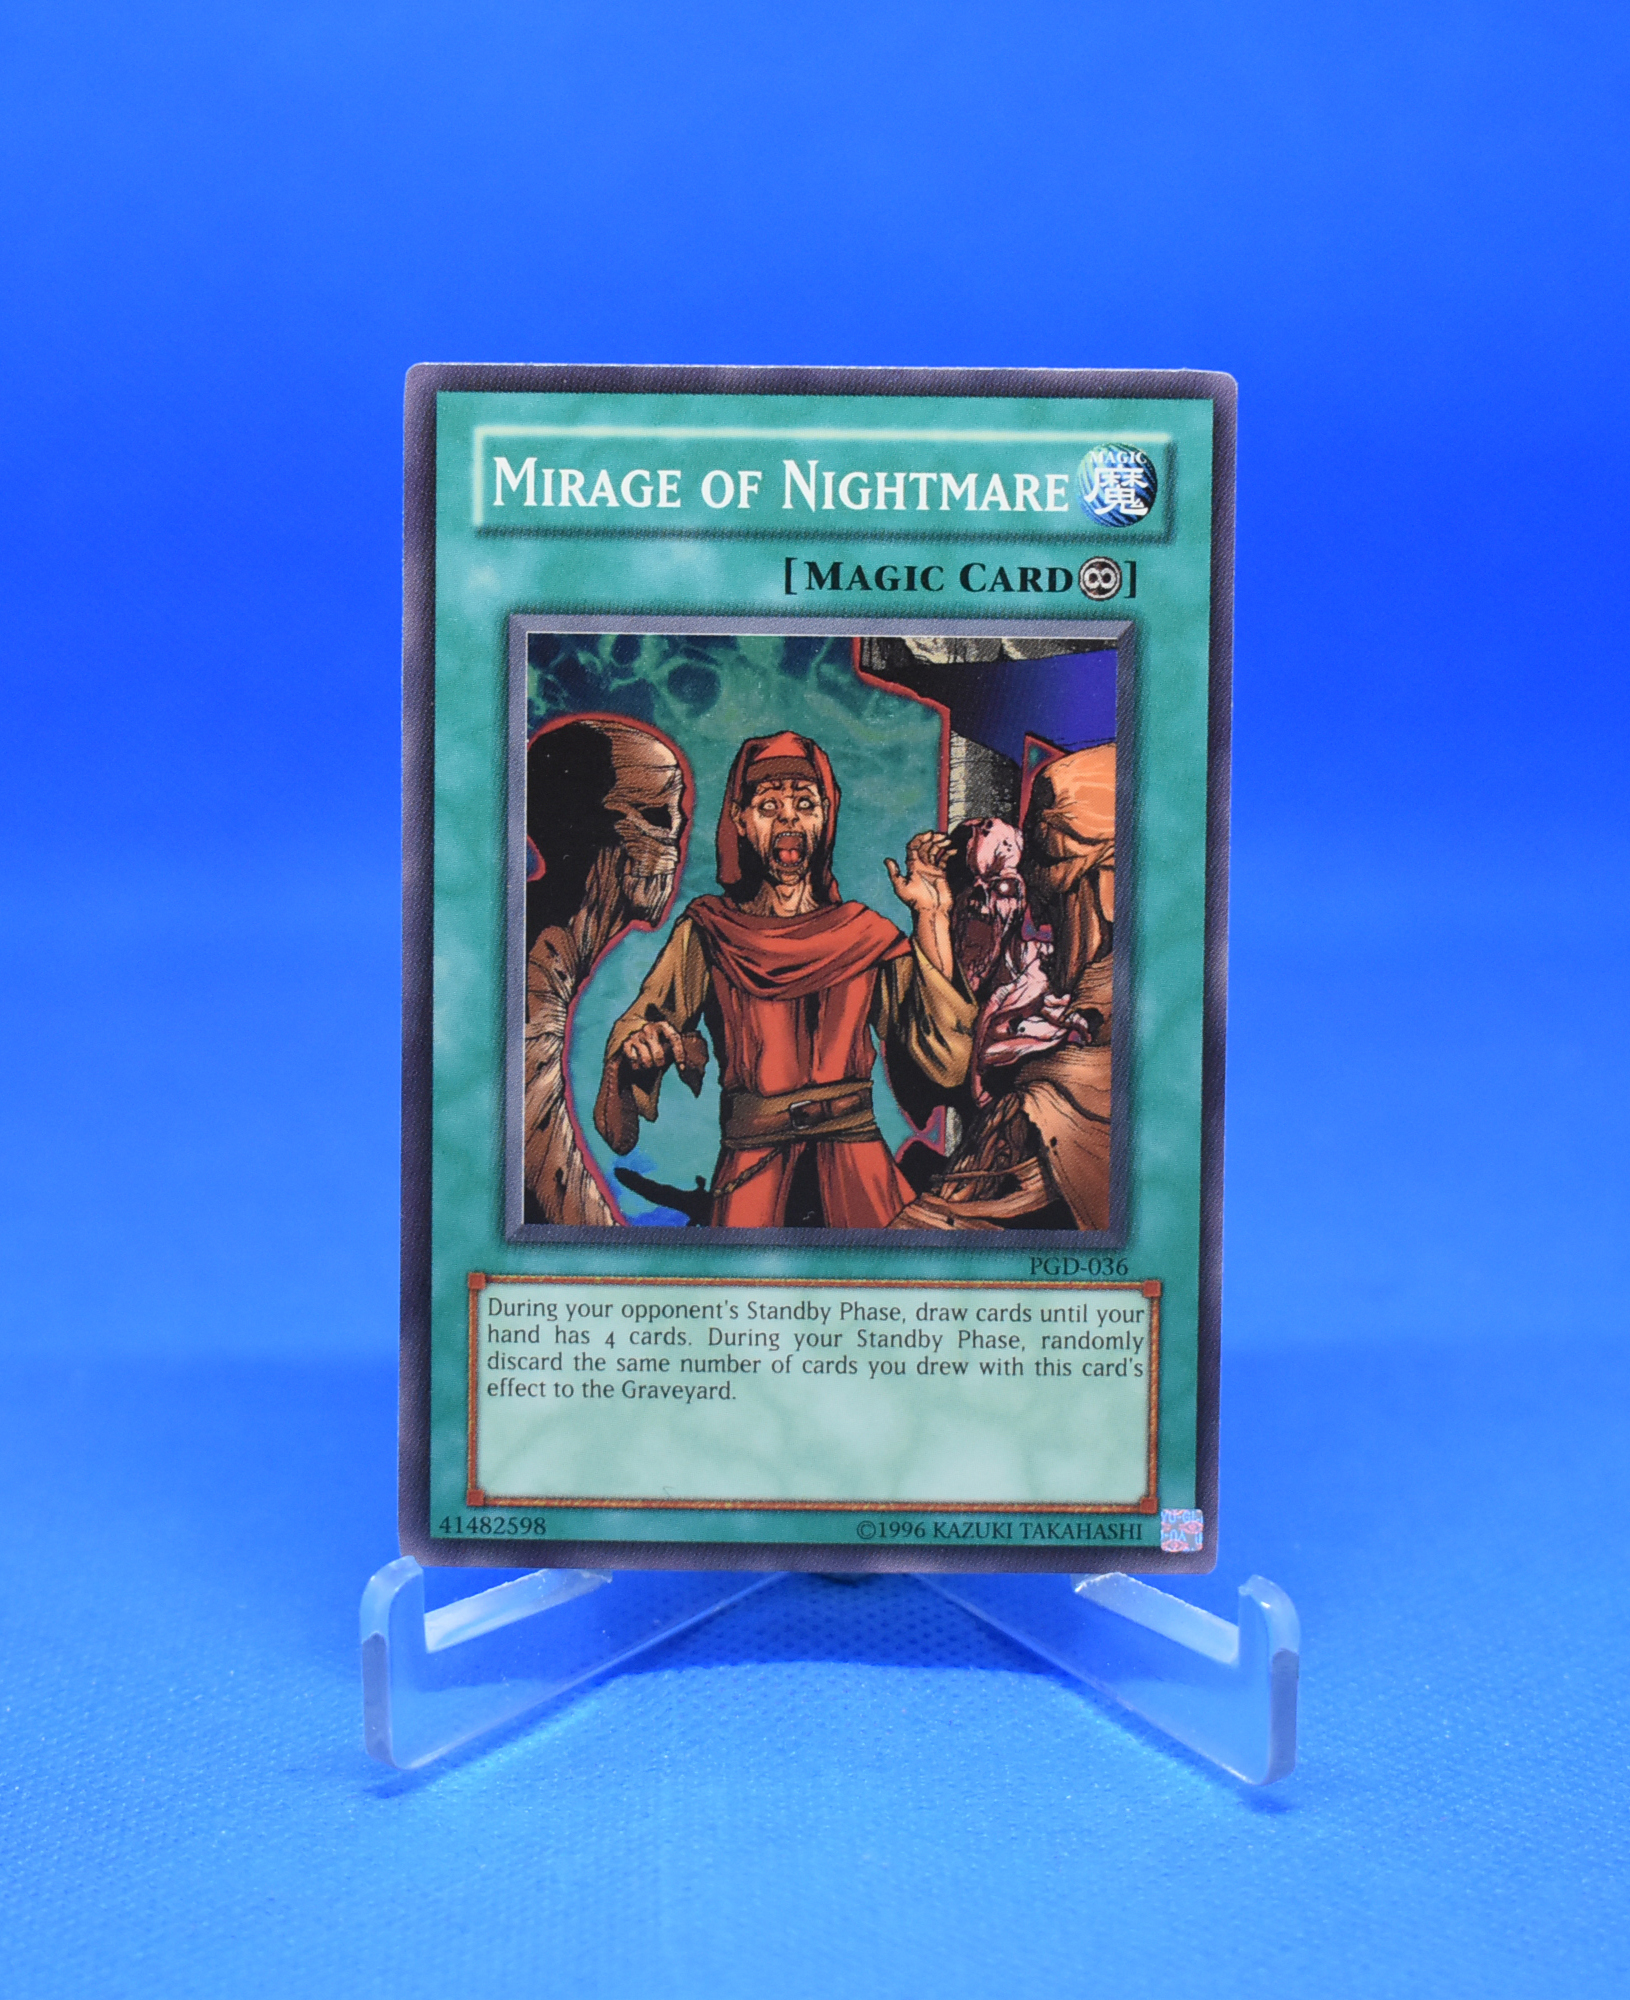 MIRAGE OF NIGHTMARE
MAGIC
魔
[MAGIC CARD]
PGD-036
During your opponent's Standby Phase, draw cards until your
hand has 4 cards. During your Standby Phase, randomly
discard the same number of cards you drew with this card's
effect to the Graveyard.
41482598
©1996 KAZUKI TAKAHASHI